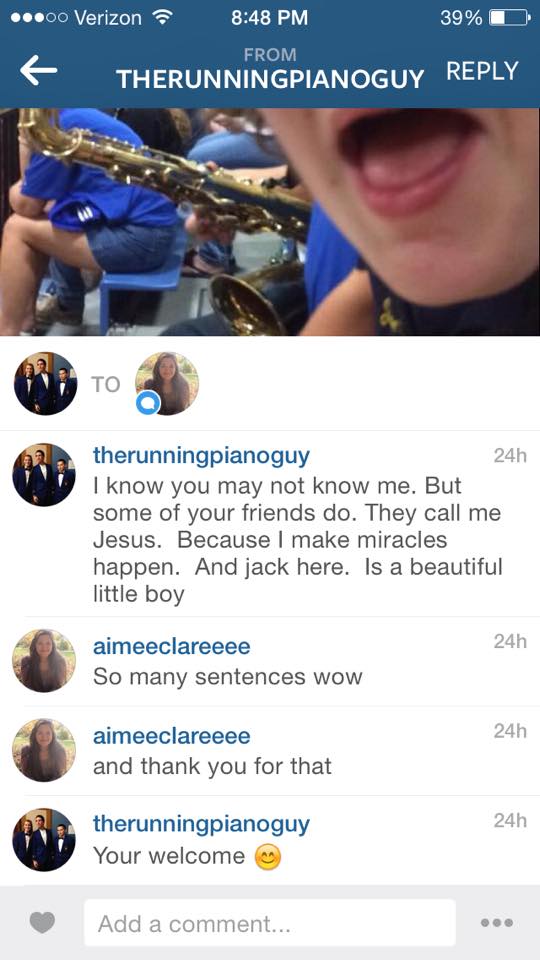 Verizon 8:48 PM 39%
FROM
THERUNNINGPIANOGUY REPLY
TO
therunningpianoguy 24h
I know you may not know me. But
some of your friends do. They call me
Jesus.  Because I make miracles
happen.  And jack here.  Is a beautiful
little boy
aimeeclareeee 24h
So many sentences wow
aimeeclareeee 24h
and thank you for that
therunningpianoguy 24h
Your welcome 😊
Add a comment...